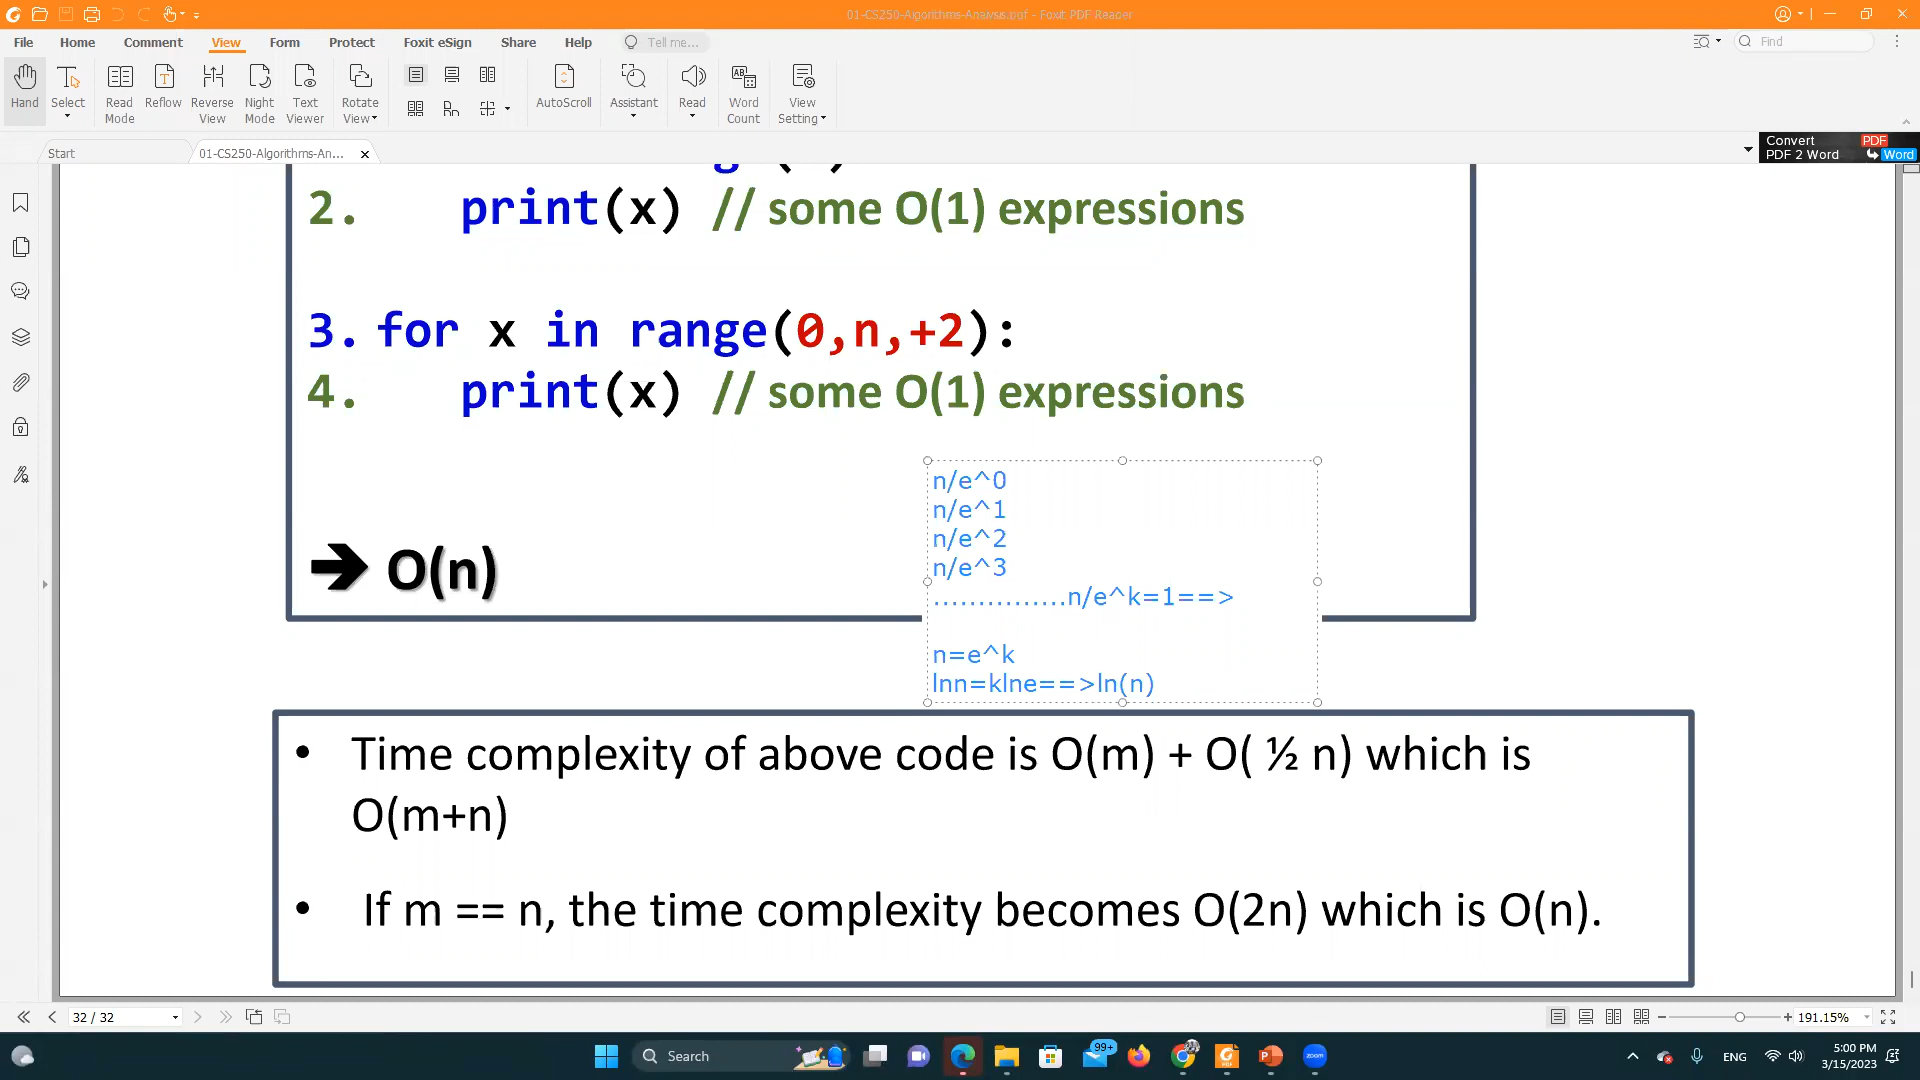 01-CS250-Algorithms-Analysis.pdf - Foxit PDF Reader
File Home Comment View Form Protect Foxit eSign Share Help Tell me... Find
Hand Select Read Mode Reflow Reverse View Night Mode Text Viewer Rotate View AutoScroll Assistant Read Word Count View Setting
Start 01-CS250-Algorithms-An... Convert PDF
PDF 2 Word Word
2. print(x) // some O(1) expressions
3. for x in range(0,n,+2):
4. print(x) // some O(1) expressions
n/e^0
n/e^1
n/e^2
n/e^3
➔ O(n)
...............n/e^k=1==>
n=e^k
lnn=klne==>ln(n)
• Time complexity of above code is O(m) + O( ½ n) which is
O(m+n)
• If m == n, the time complexity becomes O(2n) which is O(n).
32 / 32 191.15%
Search 99+ zoom ENG 5:00 PM
3/15/2023